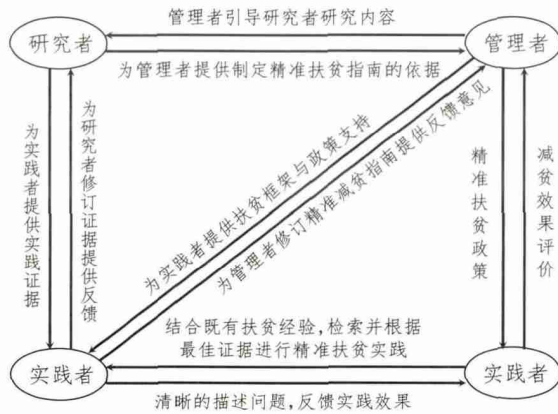 管理者引导研究者研究内容
研究者
管理者
为管理者提供制定精准扶贫指南的依据
为实践者提供实践证据
为研究者修订证据提供反馈
为实践者提供扶贫框架与政策支持
为管理者修订精准减贫指南提供反馈意见
精准扶贫政策
减贫效果评价
结合既有扶贫经验,检索并根据
最佳证据进行精准扶贫实践
实践者
实践者
清晰的描述问题,反馈实践效果